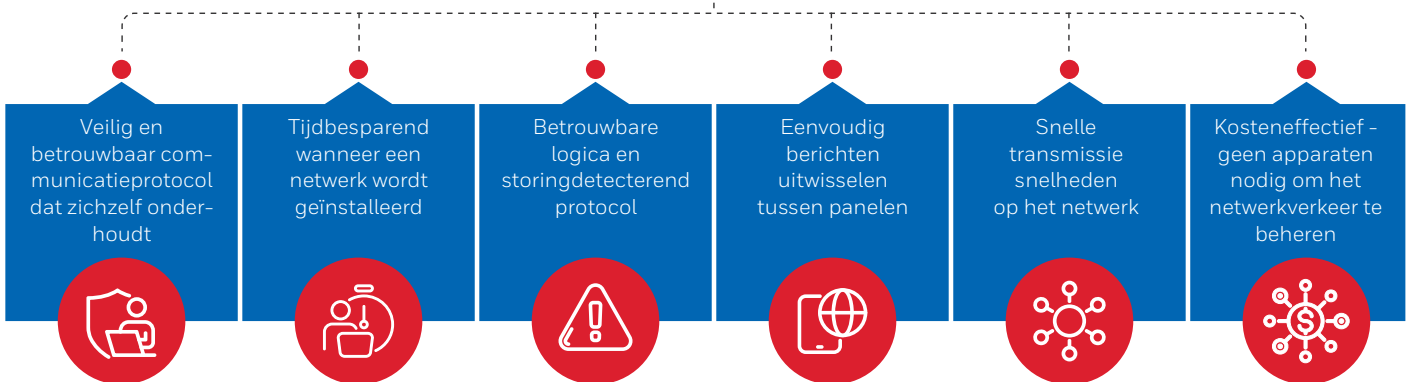 Veilig en
betrouwbaar com-
municatieprotocol
dat zichzelf onder-
houdt
Tijdbesparend
wanneer een
netwerk wordt
geïnstalleerd
Betrouwbare
logica en
storingdetecterend
protocol
Eenvoudig
berichten
uitwisselen
tussen panelen
Snelle
transmissie
snelheden
op het netwerk
Kosteneffectief -
geen apparaten
nodig om het
netwerkverkeer te
beheren
$